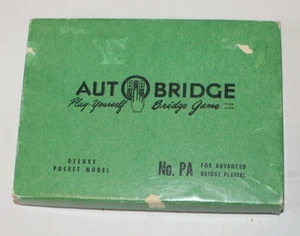 AUTOBRIDGE
Play-Yourself Bridge Game
DELUXE
POCKET MODEL
No. PA
FOR ADVANCED
BRIDGE PLAYERS